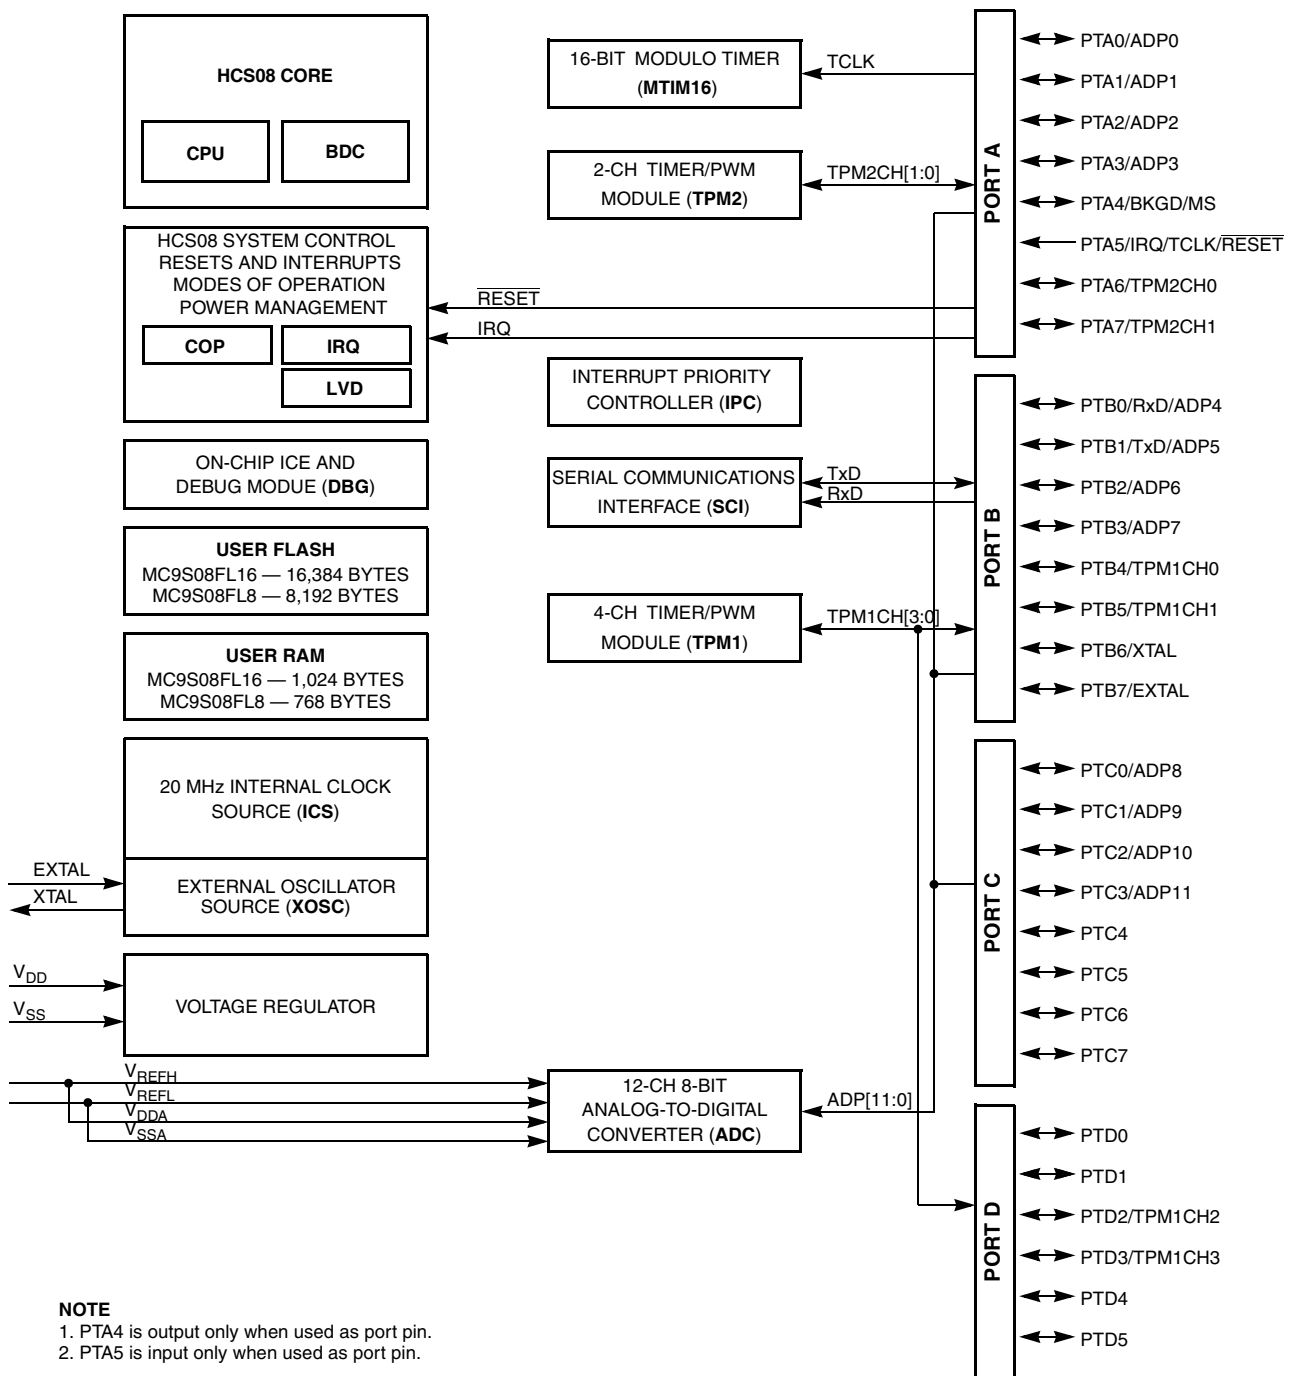 HCS08 CORE
CPU
BDC
HCS08 SYSTEM CONTROL
RESETS AND INTERRUPTS
MODES OF OPERATION
POWER MANAGEMENT
COP
IRQ
LVD
ON-CHIP ICE AND
DEBUG MODUE (DBG)
USER FLASH
MC9S08FL16 — 16,384 BYTES
MC9S08FL8 — 8,192 BYTES
USER RAM
MC9S08FL16 — 1,024 BYTES
MC9S08FL8 — 768 BYTES
20 MHz INTERNAL CLOCK
SOURCE (ICS)
EXTAL
XTAL
EXTERNAL OSCILLATOR
SOURCE (XOSC)
VDD
VSS
VOLTAGE REGULATOR
VREFH
VREFL
VDDA
VSSA
16-BIT MODULO TIMER
(MTIM16)
TCLK
2-CH TIMER/PWM
MODULE (TPM2)
TPM2CH[1:0]
RESET
IRQ
INTERRUPT PRIORITY
CONTROLLER (IPC)
SERIAL COMMUNICATIONS
INTERFACE (SCI)
TxD
RxD
4-CH TIMER/PWM
MODULE (TPM1)
TPM1CH[3:0]
12-CH 8-BIT
ANALOG-TO-DIGITAL
CONVERTER (ADC)
ADP[11:0]
PORT A
PTA0/ADP0
PTA1/ADP1
PTA2/ADP2
PTA3/ADP3
PTA4/BKGD/MS
PTA5/IRQ/TCLK/RESET
PTA6/TPM2CH0
PTA7/TPM2CH1
PORT B
PTB0/RxD/ADP4
PTB1/TxD/ADP5
PTB2/ADP6
PTB3/ADP7
PTB4/TPM1CH0
PTB5/TPM1CH1
PTB6/XTAL
PTB7/EXTAL
PORT C
PTC0/ADP8
PTC1/ADP9
PTC2/ADP10
PTC3/ADP11
PTC4
PTC5
PTC6
PTC7
PORT D
PTD0
PTD1
PTD2/TPM1CH2
PTD3/TPM1CH3
PTD4
PTD5
NOTE
1. PTA4 is output only when used as port pin.
2. PTA5 is input only when used as port pin.